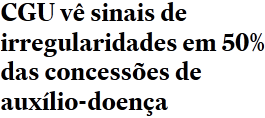 CGU vê sinais de
irregularidades em 50%
das concessões de
auxílio-doença